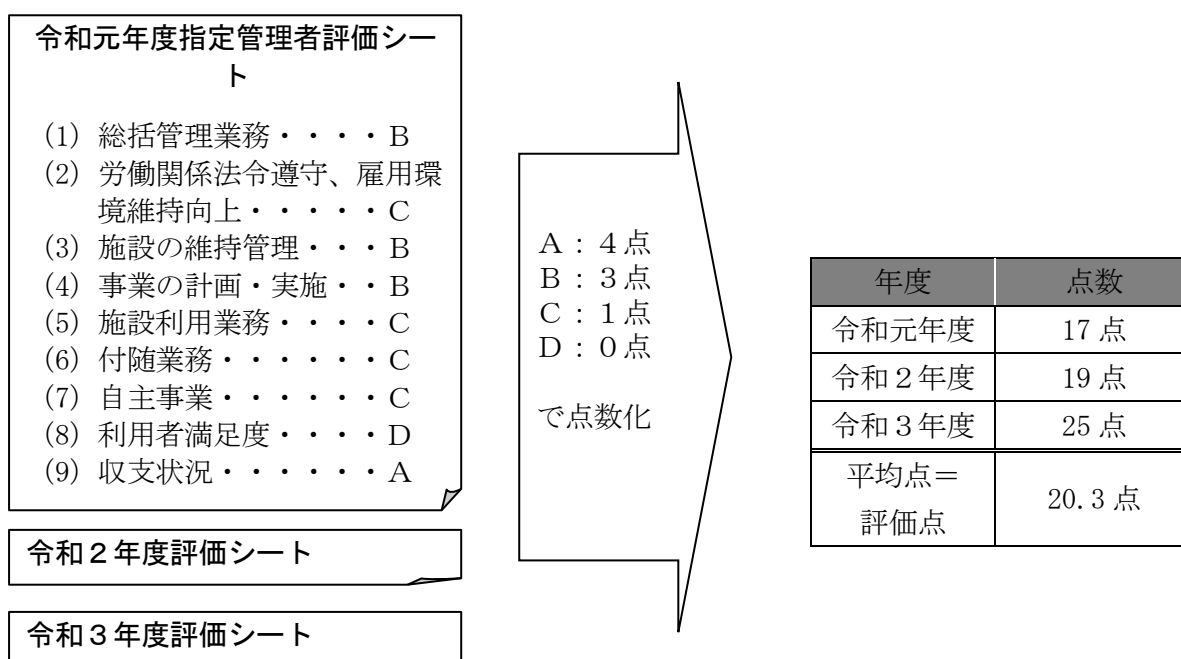 令和元年度指定管理者評価シー
ト
(1) 総括管理業務・・・・Ｂ
(2) 労働関係法令遵守、雇用環
境維持向上・・・・・Ｃ
(3) 施設の維持管理・・・Ｂ
(4) 事業の計画・実施・・Ｂ
(5) 施設利用業務・・・・Ｃ
(6) 付随業務・・・・・・Ｃ
(7) 自主事業・・・・・・Ｃ
(8) 利用者満足度・・・・Ｄ
(9) 収支状況・・・・・・Ａ
令和２年度評価シート
令和３年度評価シート
Ａ：４点
Ｂ：３点
Ｃ：１点
Ｄ：０点
で点数化
年度 点数
令和元年度 17 点
令和２年度 19 点
令和３年度 25 点
平均点＝
評価点
20.3 点